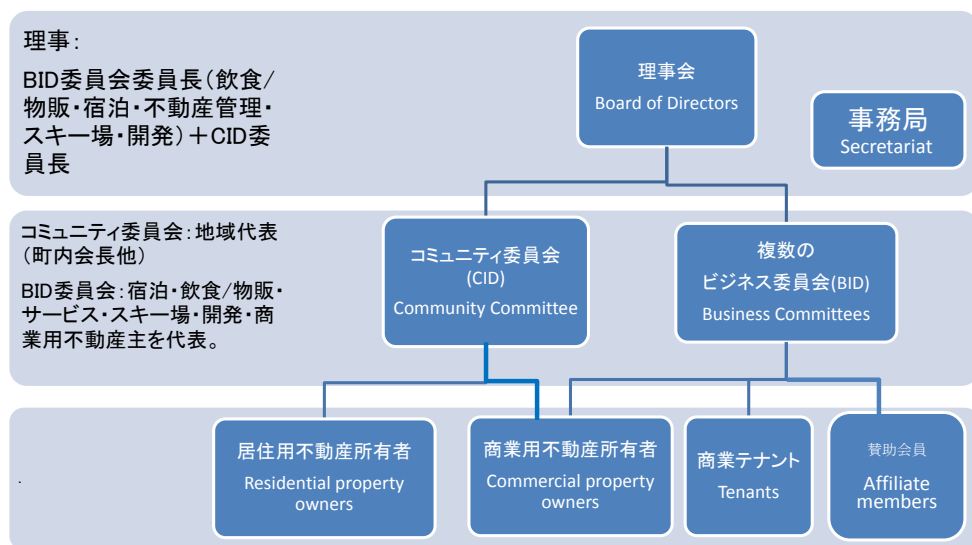 理事：
BID委員会委員長（飲食/
物販・宿泊・不動産管理・
スキー場・開発）＋CID委
員長
理事会
Board of Directors
事務局
Secretariat
コミュニティ委員会：地域代表
（町内会長他）
BID委員会：宿泊・飲食/物販・
サービス・スキー場・開発・商
業用不動産主を代表。
コミュニティ委員会
(CID)
Community Committee
複数の
ビジネス委員会(BID)
Business Committees
居住用不動産所有者
Residential property
owners
商業用不動産所有者
Commercial property
owners
商業テナント
Tenants
賛助会員
Affiliate
members
.